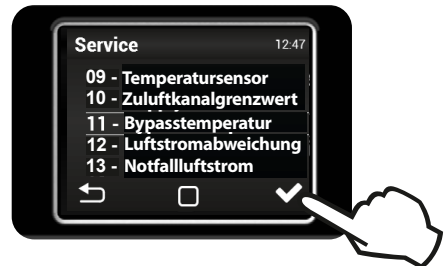 Service 12:47
09 - Temperatursensor
10 - Zuluftkanalgrenzwert
11 - Bypasstemperatur
12 - Luftstromabweichung
13 - Notfallluftstrom